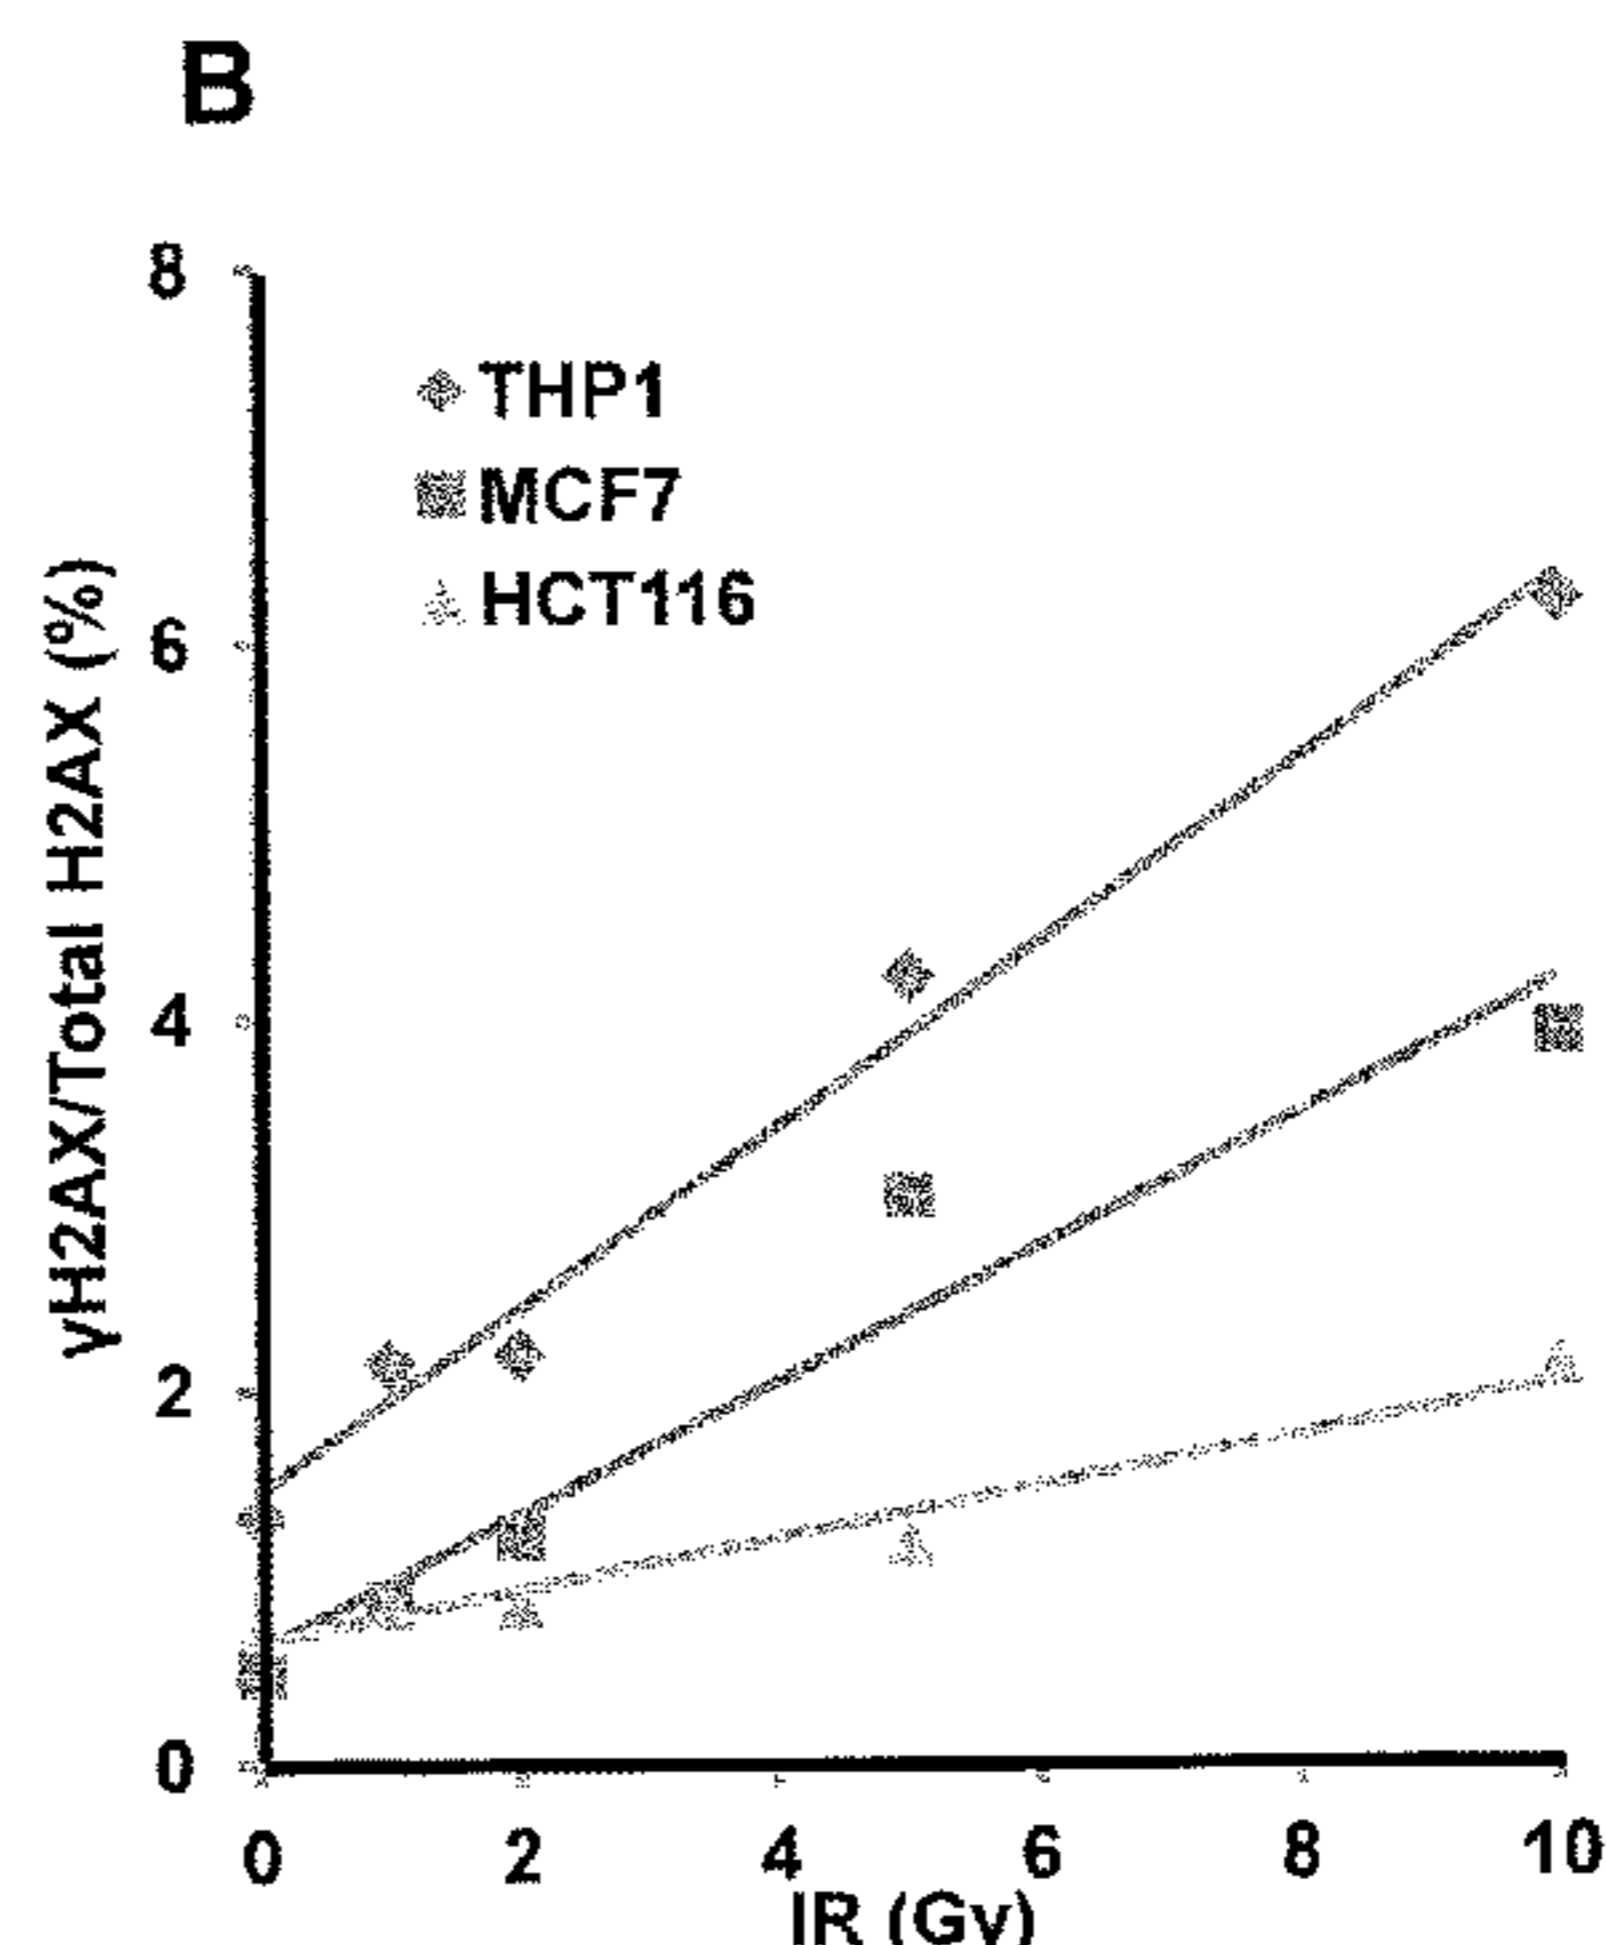 B
8
THP1
MCF7
HCT116
6
γH2AX/Total H2AX (%)
4
2
0
0 2 4 6 8 10
IR (Gy)